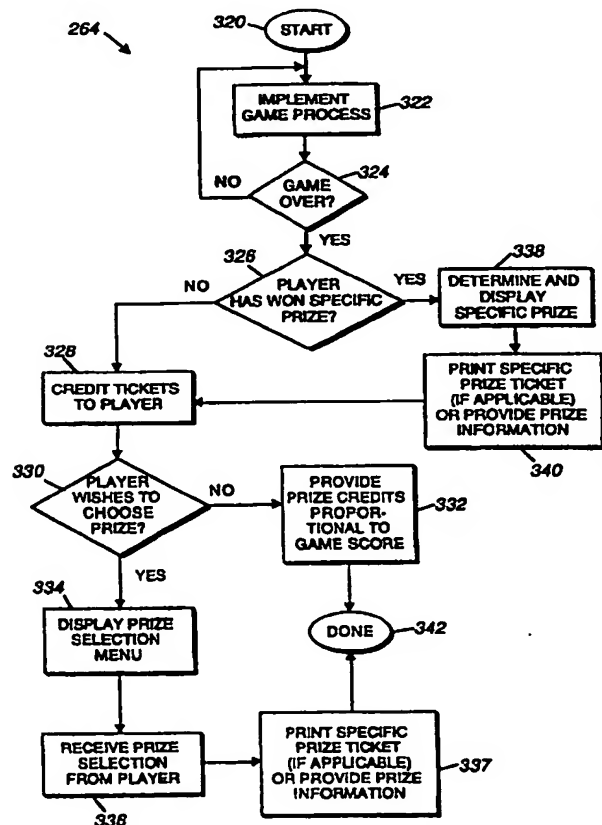 264
320
START
IMPLEMENT
GAME PROCESS
322
324
NO
GAME
OVER?
YES
326
338
NO
PLAYER
HAS WON SPECIFIC
PRIZE?
YES
DETERMINE AND
DISPLAY
SPECIFIC PRIZE
328
CREDIT TICKETS
TO PLAYER
PRINT SPECIFIC
PRIZE TICKET
(IF APPLICABLE)
OR PROVIDE PRIZE
INFORMATION
340
330
PLAYER
WISHES TO
CHOOSE
PRIZE?
NO
PROVIDE
PRIZE CREDITS
PROPOR-
TIONAL TO
GAME SCORE
332
YES
334
DISPLAY PRIZE
SELECTION
MENU
DONE
342
RECEIVE PRIZE
SELECTION
FROM PLAYER
336
PRINT SPECIFIC
PRIZE TICKET
(IF APPLICABLE)
OR PROVIDE PRIZE
INFORMATION
337